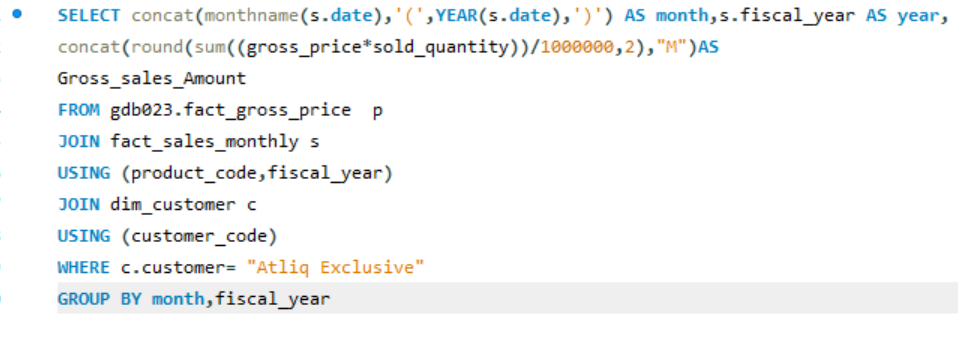 SELECT concat(monthname(s.date),'(',YEAR(s.date),')') AS month,s.fiscal_year AS year,
concat(round(sum((gross_price*sold_quantity))/1000000,2),"M")AS
Gross_sales_Amount
FROM gdb023.fact_gross_price  p
JOIN fact_sales_monthly s
USING (product_code,fiscal_year)
JOIN dim_customer c
USING (customer_code)
WHERE c.customer= "Atliq Exclusive"
GROUP BY month,fiscal_year